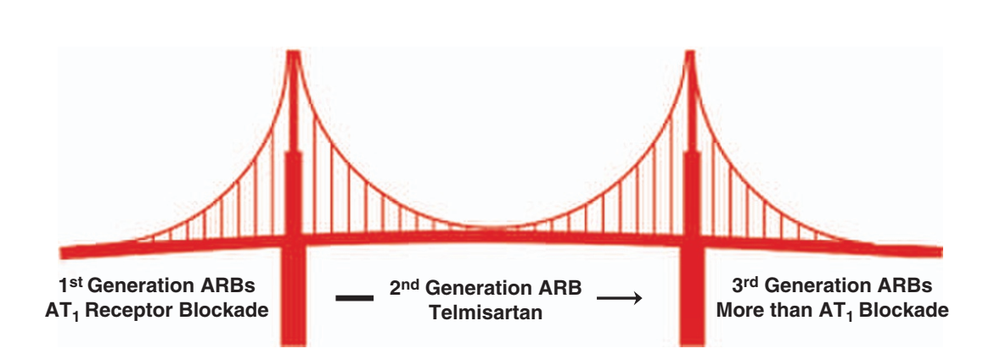 1st Generation ARBs
AT1 Receptor Blockade
2nd Generation ARB
Telmisartan
3rd Generation ARBs
More than AT1 Blockade